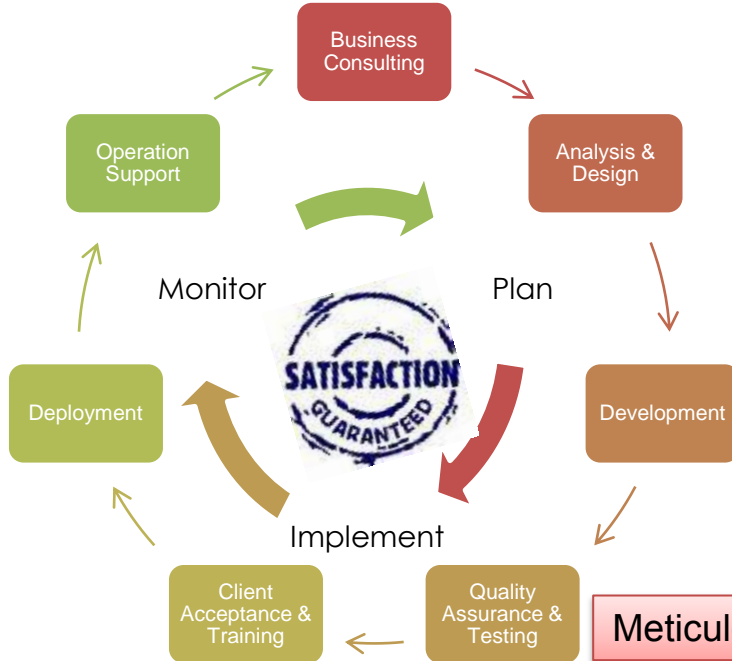 Business
Consulting
Analysis &
Design
Development
Quality
Assurance &
Testing
Client
Acceptance &
Training
Deployment
Operation
Support
Monitor
Plan
Implement
SATISFACTION
GUARANTEED
Meticul